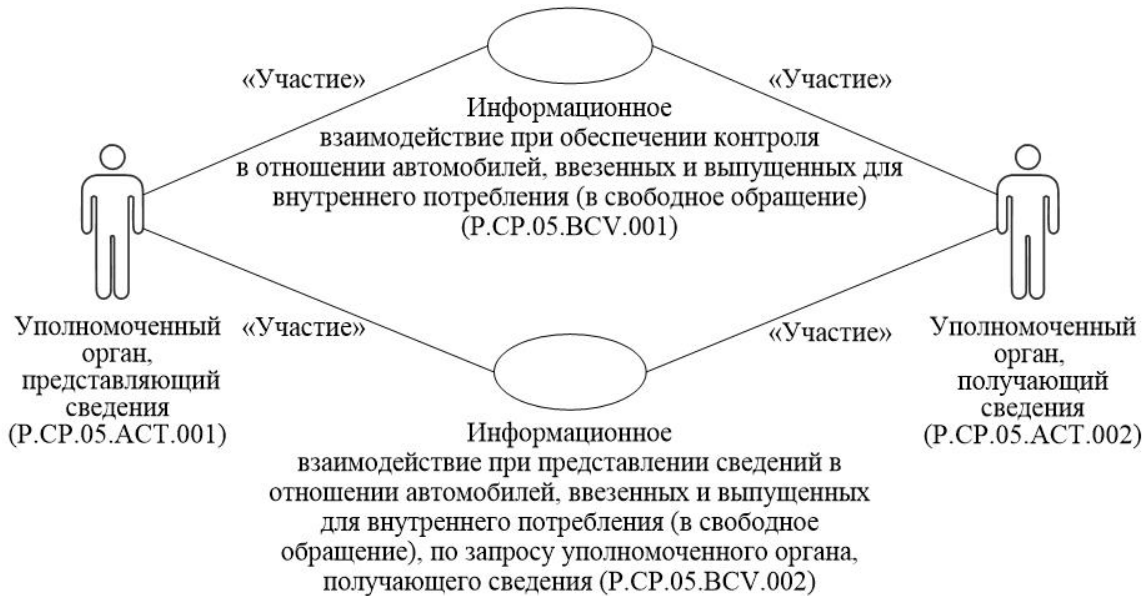 «Участие»
«Участие»
Информационное
взаимодействие при обеспечении контроля
в отношении автомобилей, ввезенных и выпущенных для
внутреннего потребления (в свободное обращение)
(P.CP.05.BCV.001)
Уполномоченный
орган,
представляющий
сведения
(P.CP.05.ACT.001)
«Участие»
«Участие»
Уполномоченный
орган,
получающий
сведения
(P.CP.05.ACT.002)
Информационное
взаимодействие при представлении сведений в
отношении автомобилей, ввезенных и выпущенных
для внутреннего потребления (в свободное
обращение), по запросу уполномоченного органа,
получающего сведения (P.CP.05.BCV.002)